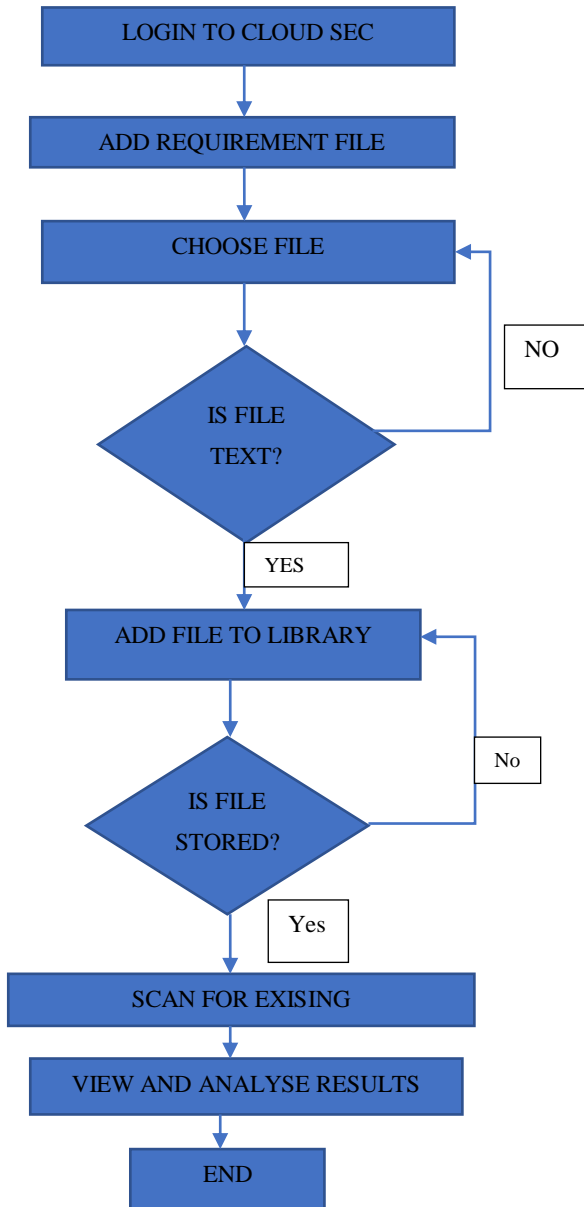 LOGIN TO CLOUD SEC
ADD REQUIREMENT FILE
CHOOSE FILE
NO
IS FILE
TEXT?
YES
ADD FILE TO LIBRARY
No
IS FILE
STORED?
Yes
SCAN FOR EXISING
VIEW AND ANALYSE RESULTS
END